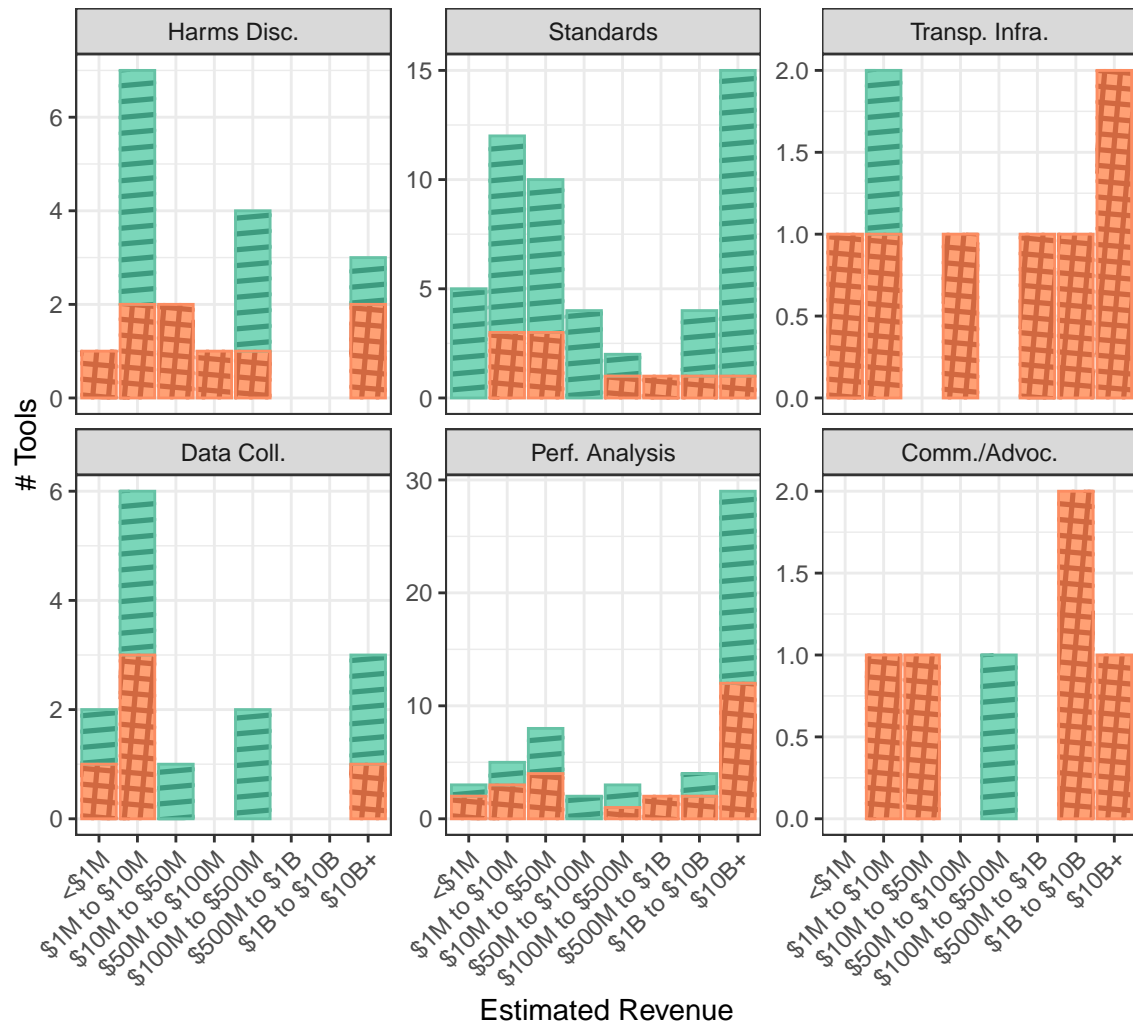 Harms Disc.
Standards
Transp. Infra.
6
4
2
0
15
10
5
0
2.0
1.5
1.0
0.5
0.0
# Tools
Data Coll.
Perf. Analysis
Comm./Advoc.
6
4
2
0
30
20
10
0
2.0
1.5
1.0
0.5
0.0
<$1M
$1M to $10M
$10M to $50M
$50M to $100M
$100M to $500M
$500M to $1B
$1B to $10B
$10B+
<$1M
$1M to $10M
$10M to $50M
$50M to $100M
$100M to $500M
$500M to $1B
$1B to $10B
$10B+
<$1M
$1M to $10M
$10M to $50M
$50M to $100M
$100M to $500M
$500M to $1B
$1B to $10B
$10B+
Estimated Revenue